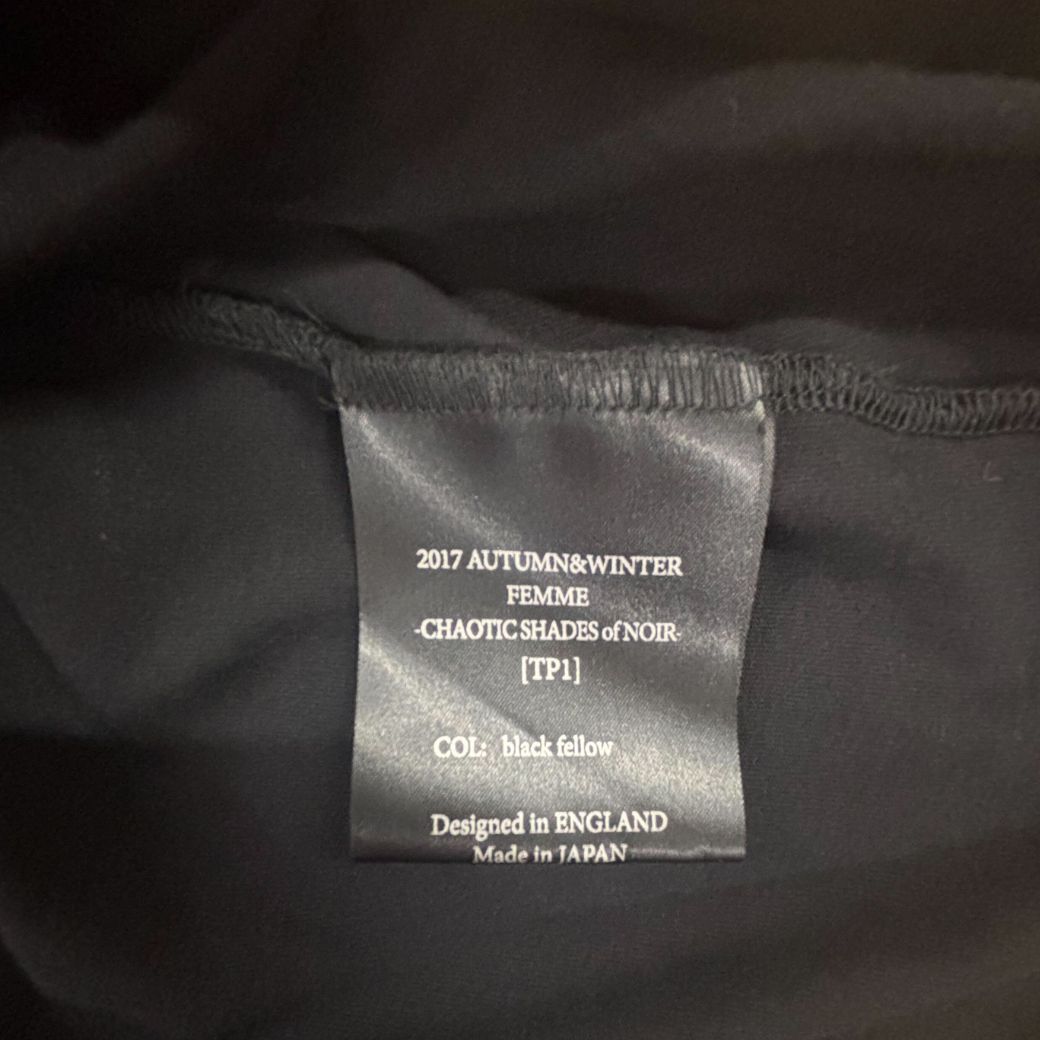 2017 AUTUMN&WINTER
FEMME
-CHAOTIC SHADES of NOIR-
[TP1]
COL: black fellow
Designed in ENGLAND
Made in JAPAN